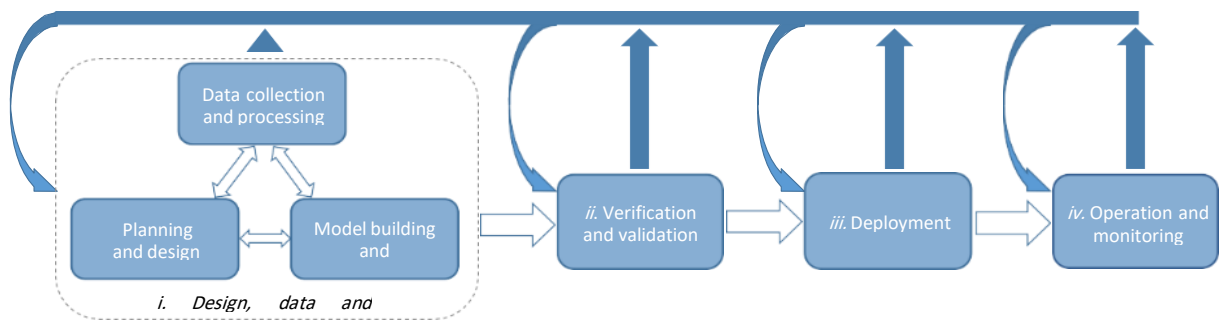 Data collection
and processing
Planning
and design
Model building
and
i. Design, data and
ii. Verification
and validation
iii. Deployment
iv. Operation and
monitoring